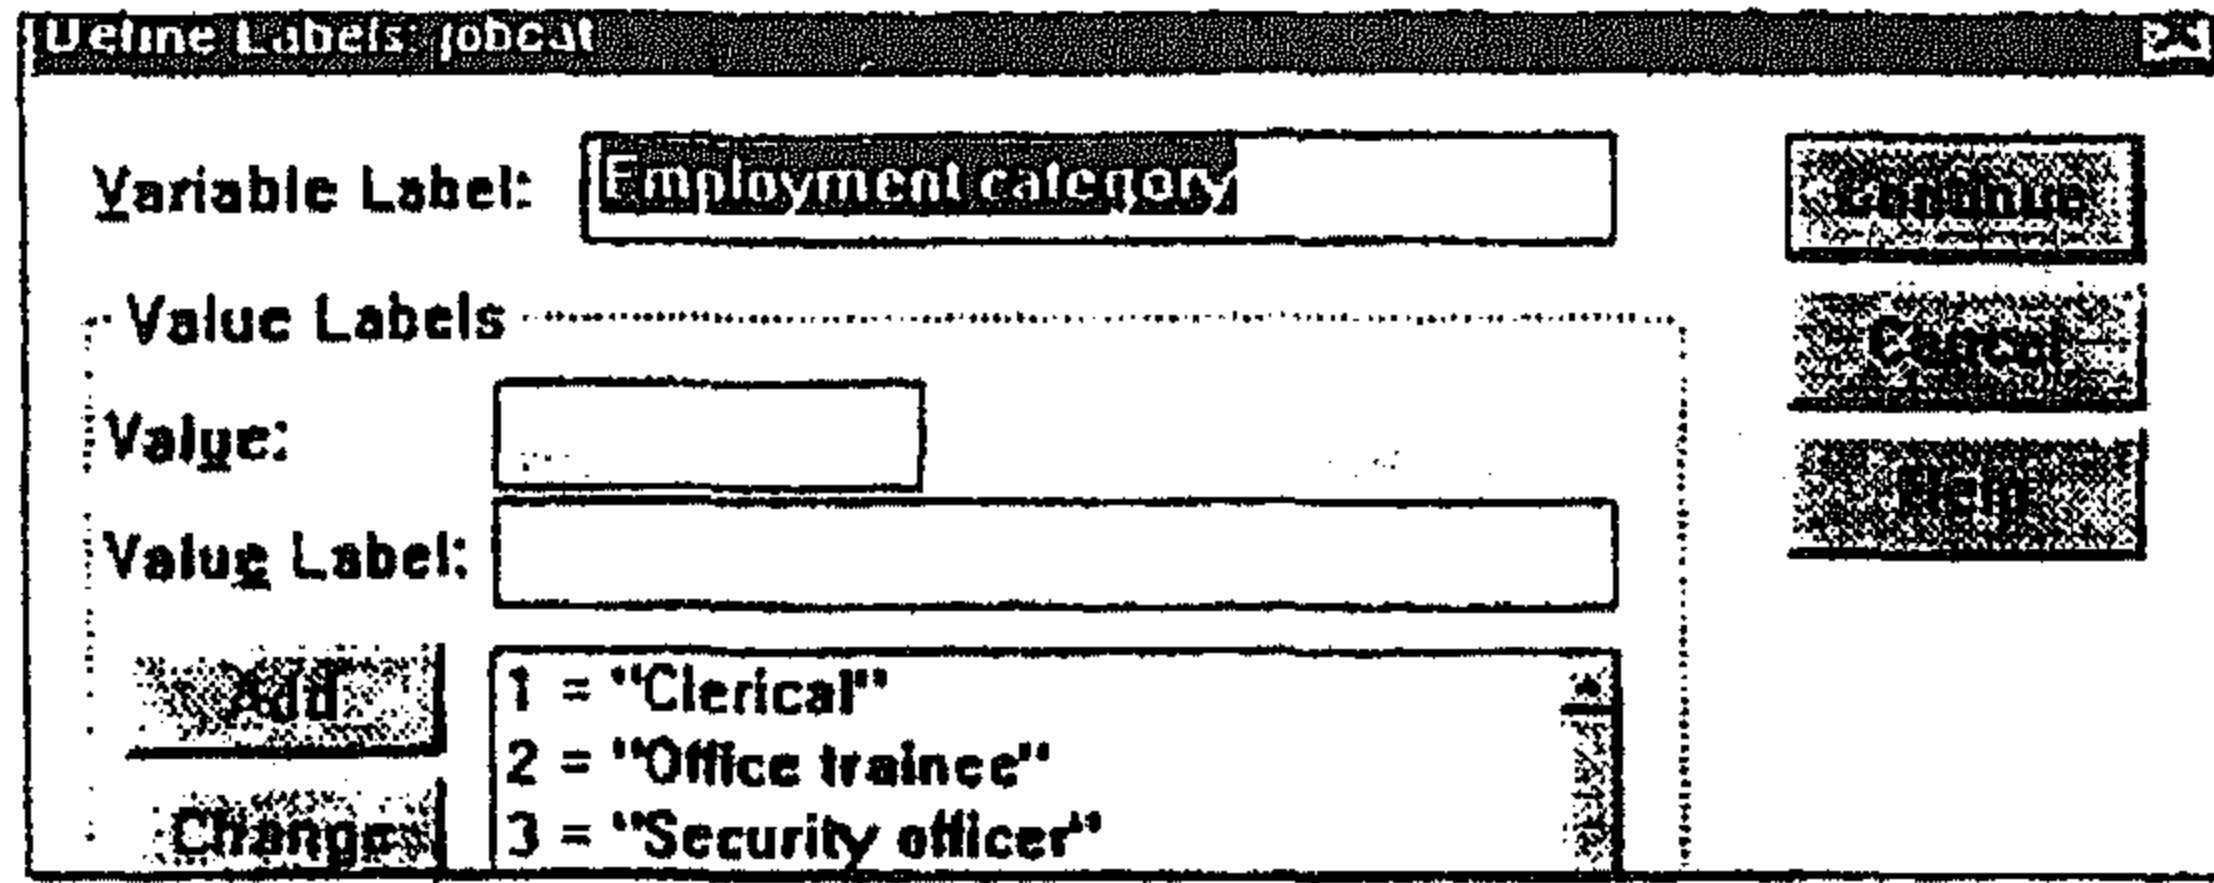 Define Labels: jobcat
Variable Label: Employment category
Continue
Value Labels
Cancel
Value:
Help
Value Label:
Add
1 = "Clerical"
2 = "Office trainee"
Change
3 = "Security officer"